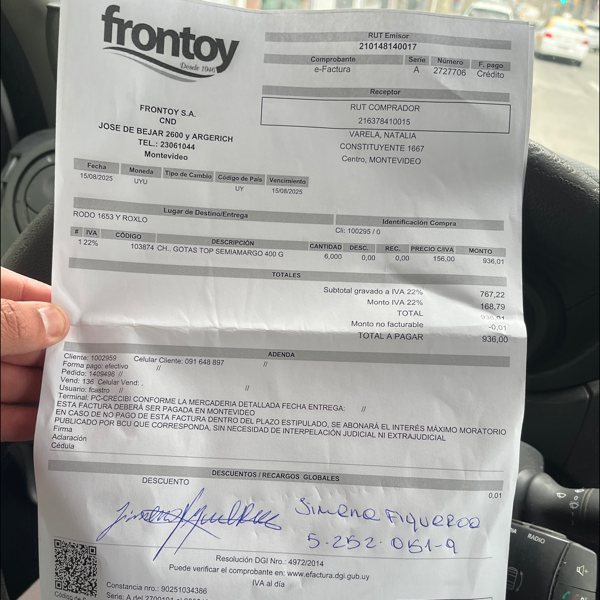 frontoy
Desde 1946
RUT Emisor
210148140017
Comprobante Serie Número F. pago
e-Factura A 2727706 Crédito
Receptor
RUT COMPRADOR
216378410015
VARELA, NATALIA
CONSTITUYENTE 1667
Centro, MONTEVIDEO
FRONTOY S.A.
CND
JOSE DE BEJAR 2600 y ARGERICH
TEL.: 23061044
Montevideo
Fecha Moneda Tipo de Cambio Código de País Vencimiento
15/08/2025 UYU UY 15/08/2025
Lugar de Destino/Entrega Identificación Compra
RODO 1653 Y ROXLO CII: 100295 / 0
# IVA CÓDIGO DESCRIPCIÓN CANTIDAD DESC. REC. PRECIO C/IVA MONTO
1 22% 103874 CH.. GOTAS TOP SEMIAMARGO 400 G 6,000 0,00 0,00 156,00 936,01
TOTALES
Subtotal gravado a IVA 22% 767,22
Monto IVA 22% 168,79
TOTAL 936,01
Monto no facturable -0,01
TOTAL A PAGAR 936,00
ADENDA
Cliente: 1002959 Celular Cliente: 091 648 897 //
Forma pago: efectivo //
Pedido: 1409496 //
Vend: 136 Celular Vend: .
Usuario: fcastro // //
Terminal: PC-CRECIBI CONFORME LA MERCADERIA DETALLADA FECHA ENTREGA: //
ESTA FACTURA DEBERÁ SER PAGADA EN MONTEVIDEO
EN CASO DE NO PAGO DE ESTA FACTURA DENTRO DEL PLAZO ESTIPULADO, SE ABONARÁ EL INTERÉS MÁXIMO MORATORIO
PUBLICADO POR BCU QUE CORRESPONDA, SIN NECESIDAD DE INTERPELACIÓN JUDICIAL NI EXTRAJUDICIAL
Firma
Aclaración
Cédula
DESCUENTOS / RECARGOS GLOBALES
DESCUENTO 0,01
Jimena Figueroa
5.252.051-9
Resolución DGI Nro.: 4972/2014
Puede verificar el comprobante en: www.efactura.dgi.gub.uy
IVA al día
Constancia nro.: 90251034386
RADIO